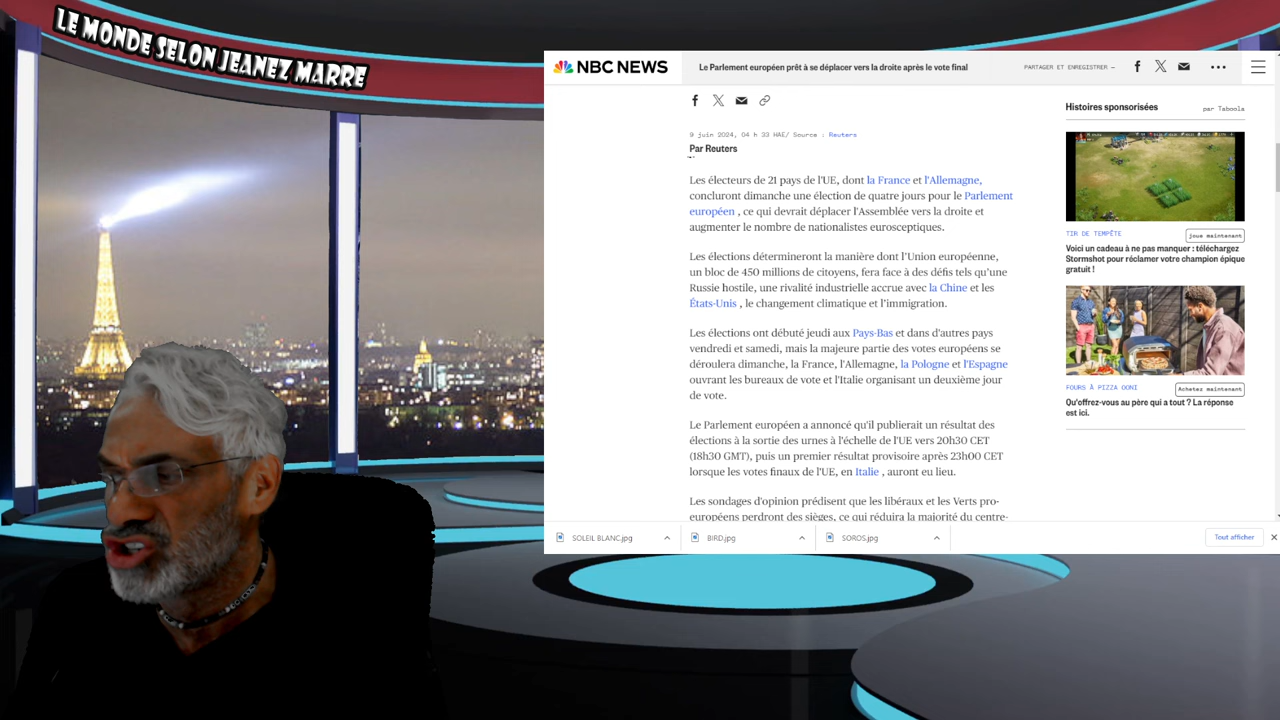 LE MONDE SELON JEANEZ MARRE
NBC NEWS
Le Parlement européen prêt à se déplacer vers la droite après le vote final
PARTAGER ET ENREGISTRER —
9 juin 2024, 04 h 33 HAE/ Source : Reuters
Par Reuters
Les électeurs de 21 pays de l'UE, dont la France et l'Allemagne,
concluront dimanche une élection de quatre jours pour le Parlement
européen , ce qui devrait déplacer l'Assemblée vers la droite et
augmenter le nombre de nationalistes eurosceptiques.
Les élections détermineront la manière dont l'Union européenne,
un bloc de 450 millions de citoyens, fera face à des défis tels qu'une
Russie hostile, une rivalité industrielle accrue avec la Chine et les
États-Unis , le changement climatique et l'immigration.
Les élections ont débuté jeudi aux Pays-Bas et dans d'autres pays
vendredi et samedi, mais la majeure partie des votes européens se
déroulera dimanche, la France, l'Allemagne, la Pologne et l'Espagne
ouvrant les bureaux de vote et l'Italie organisant un deuxième jour
de vote.
Le Parlement européen a annoncé qu'il publierait un résultat des
élections à la sortie des urnes à l'échelle de l'UE vers 20h30 CET
(18h30 GMT), puis un premier résultat provisoire après 23h00 CET
lorsque les votes finaux de l'UE, en Italie , auront eu lieu.
Les sondages d'opinion prédisent que les libéraux et les Verts pro-
européens perdront des sièges, ce qui réduira la majorité du centre-
Histoires sponsorisées
par Taboola
TIR DE TEMPÊTE
joue maintenant
Voici un cadeau à ne pas manquer : téléchargez
Stormshot pour réclamer votre champion épique
gratuit !
FOURS À PIZZA OONI
Achetez maintenant
Qu'offrez-vous au père qui a tout ? La réponse
est ici.
SOLEIL BLANC.jpg
BIRD.jpg
SOROS.jpg
Tout afficher